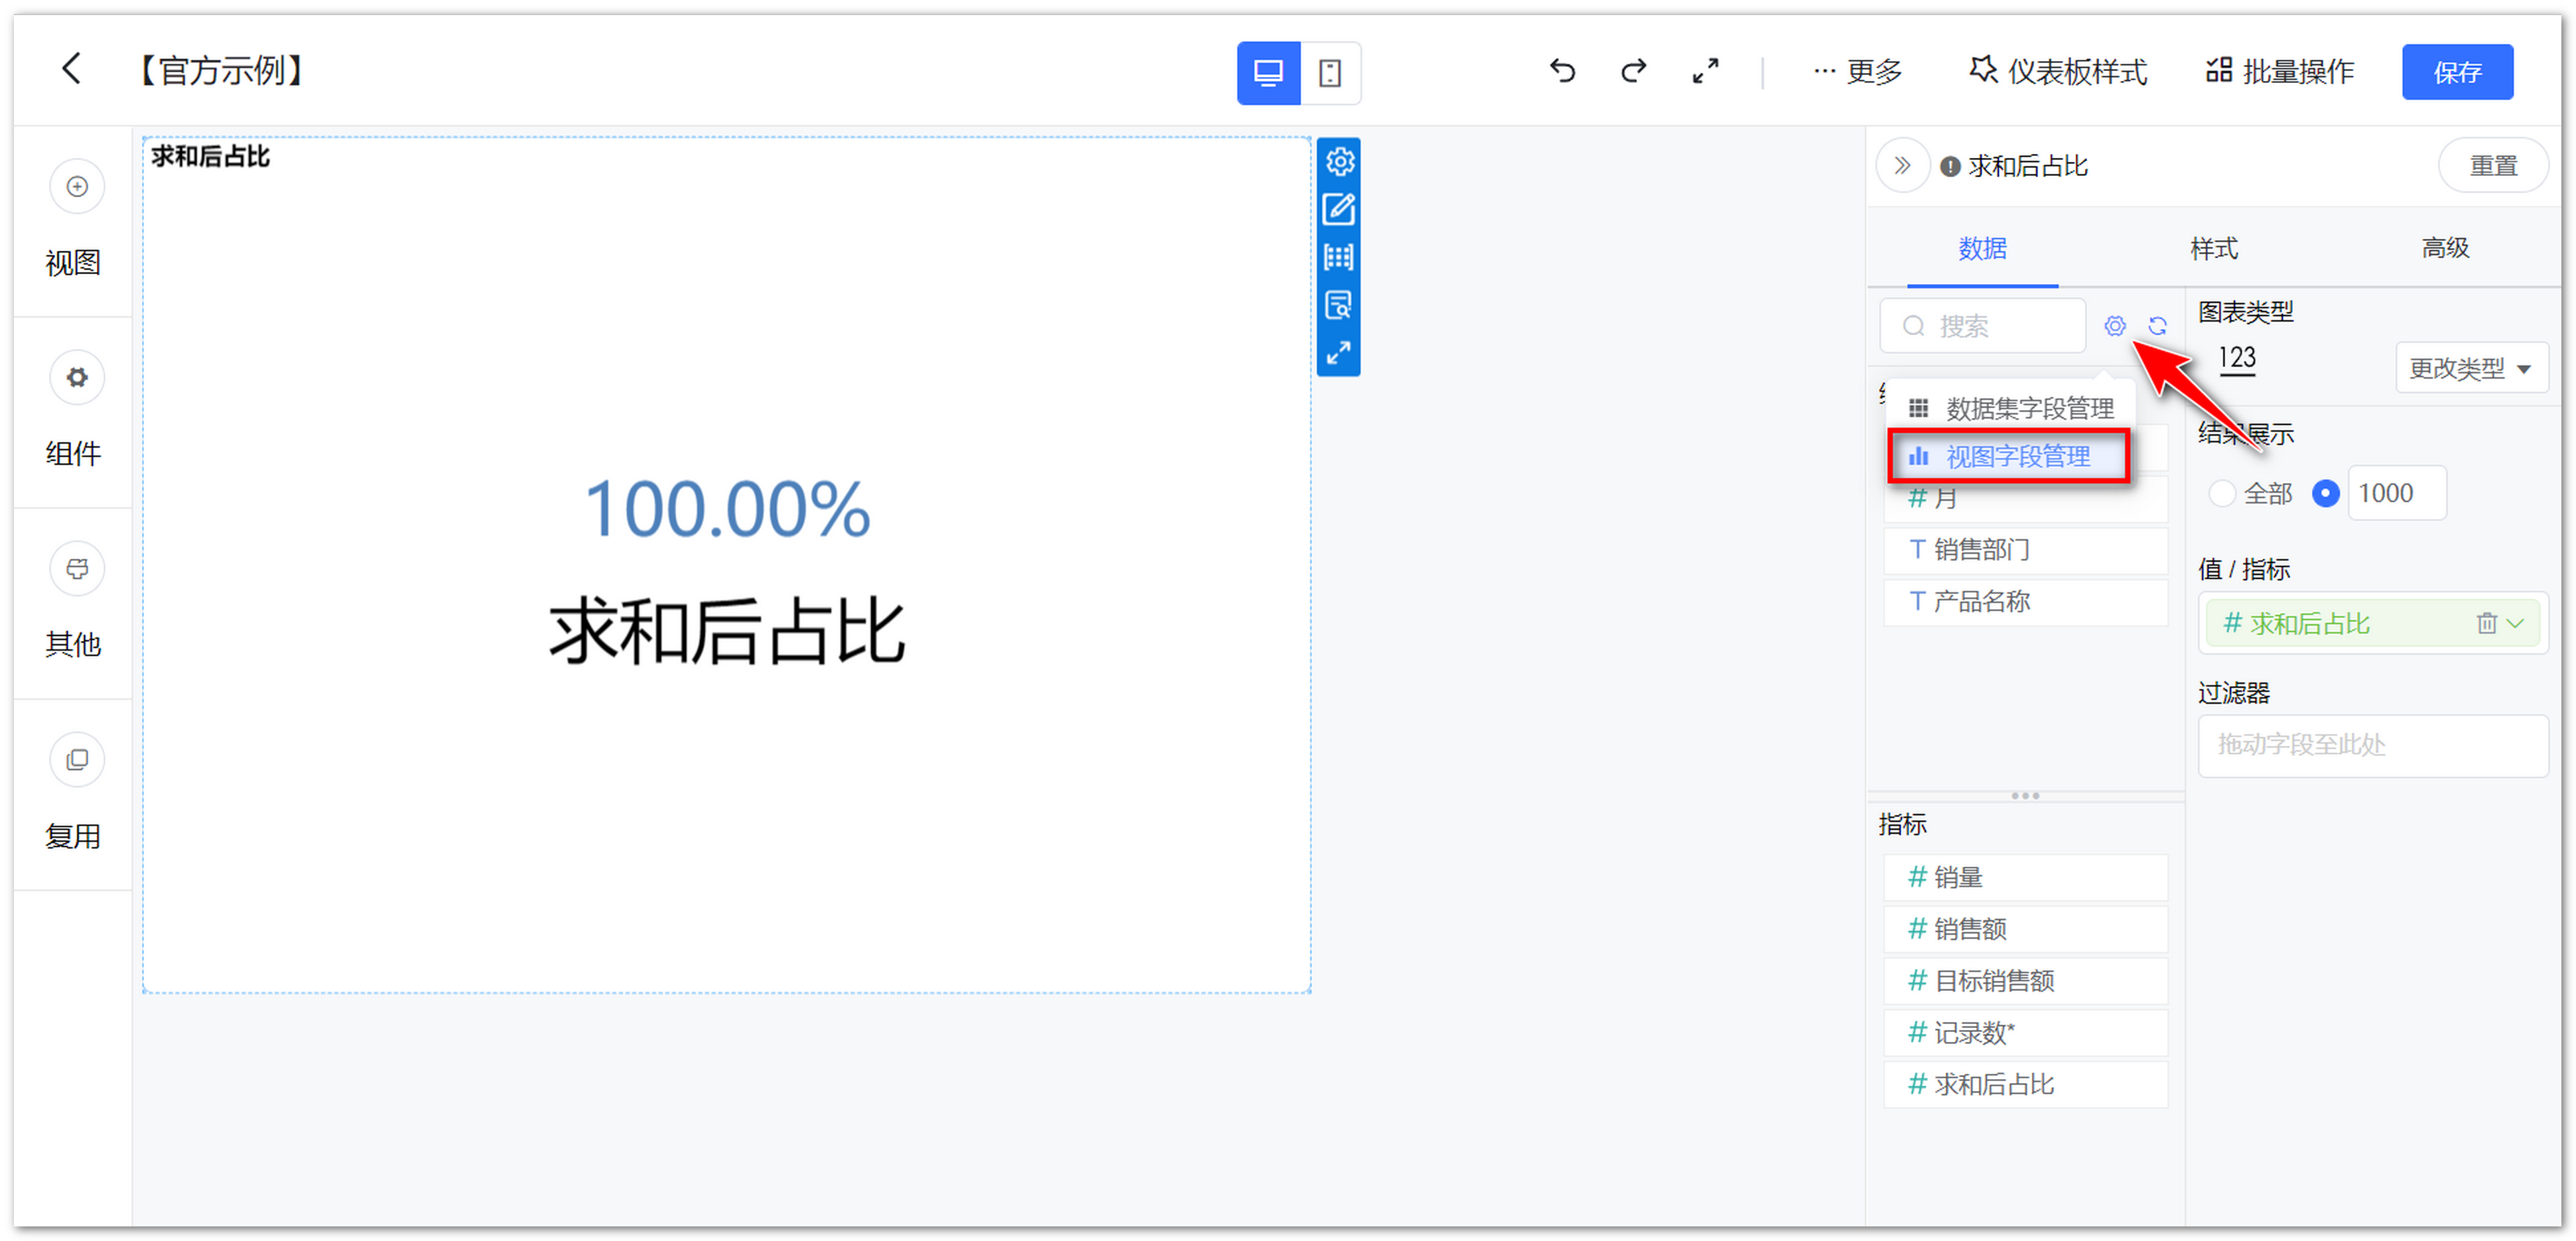 【官方示例】
··· 更多
仪表板样式
批量操作
保存
视图
组件
其他
复用
求和后占比
100.00%
求和后占比
求和后占比
重置
数据
样式
高级
搜索
数据集字段管理
视图字段管理
# 月
T 销售部门
T 产品名称
指标
# 销量
# 销售额
# 目标销售额
# 记录数*
# 求和后占比
图表类型
123
更改类型
结果展示
全部
1000
值 / 指标
# 求和后占比
过滤器
拖动字段至此处